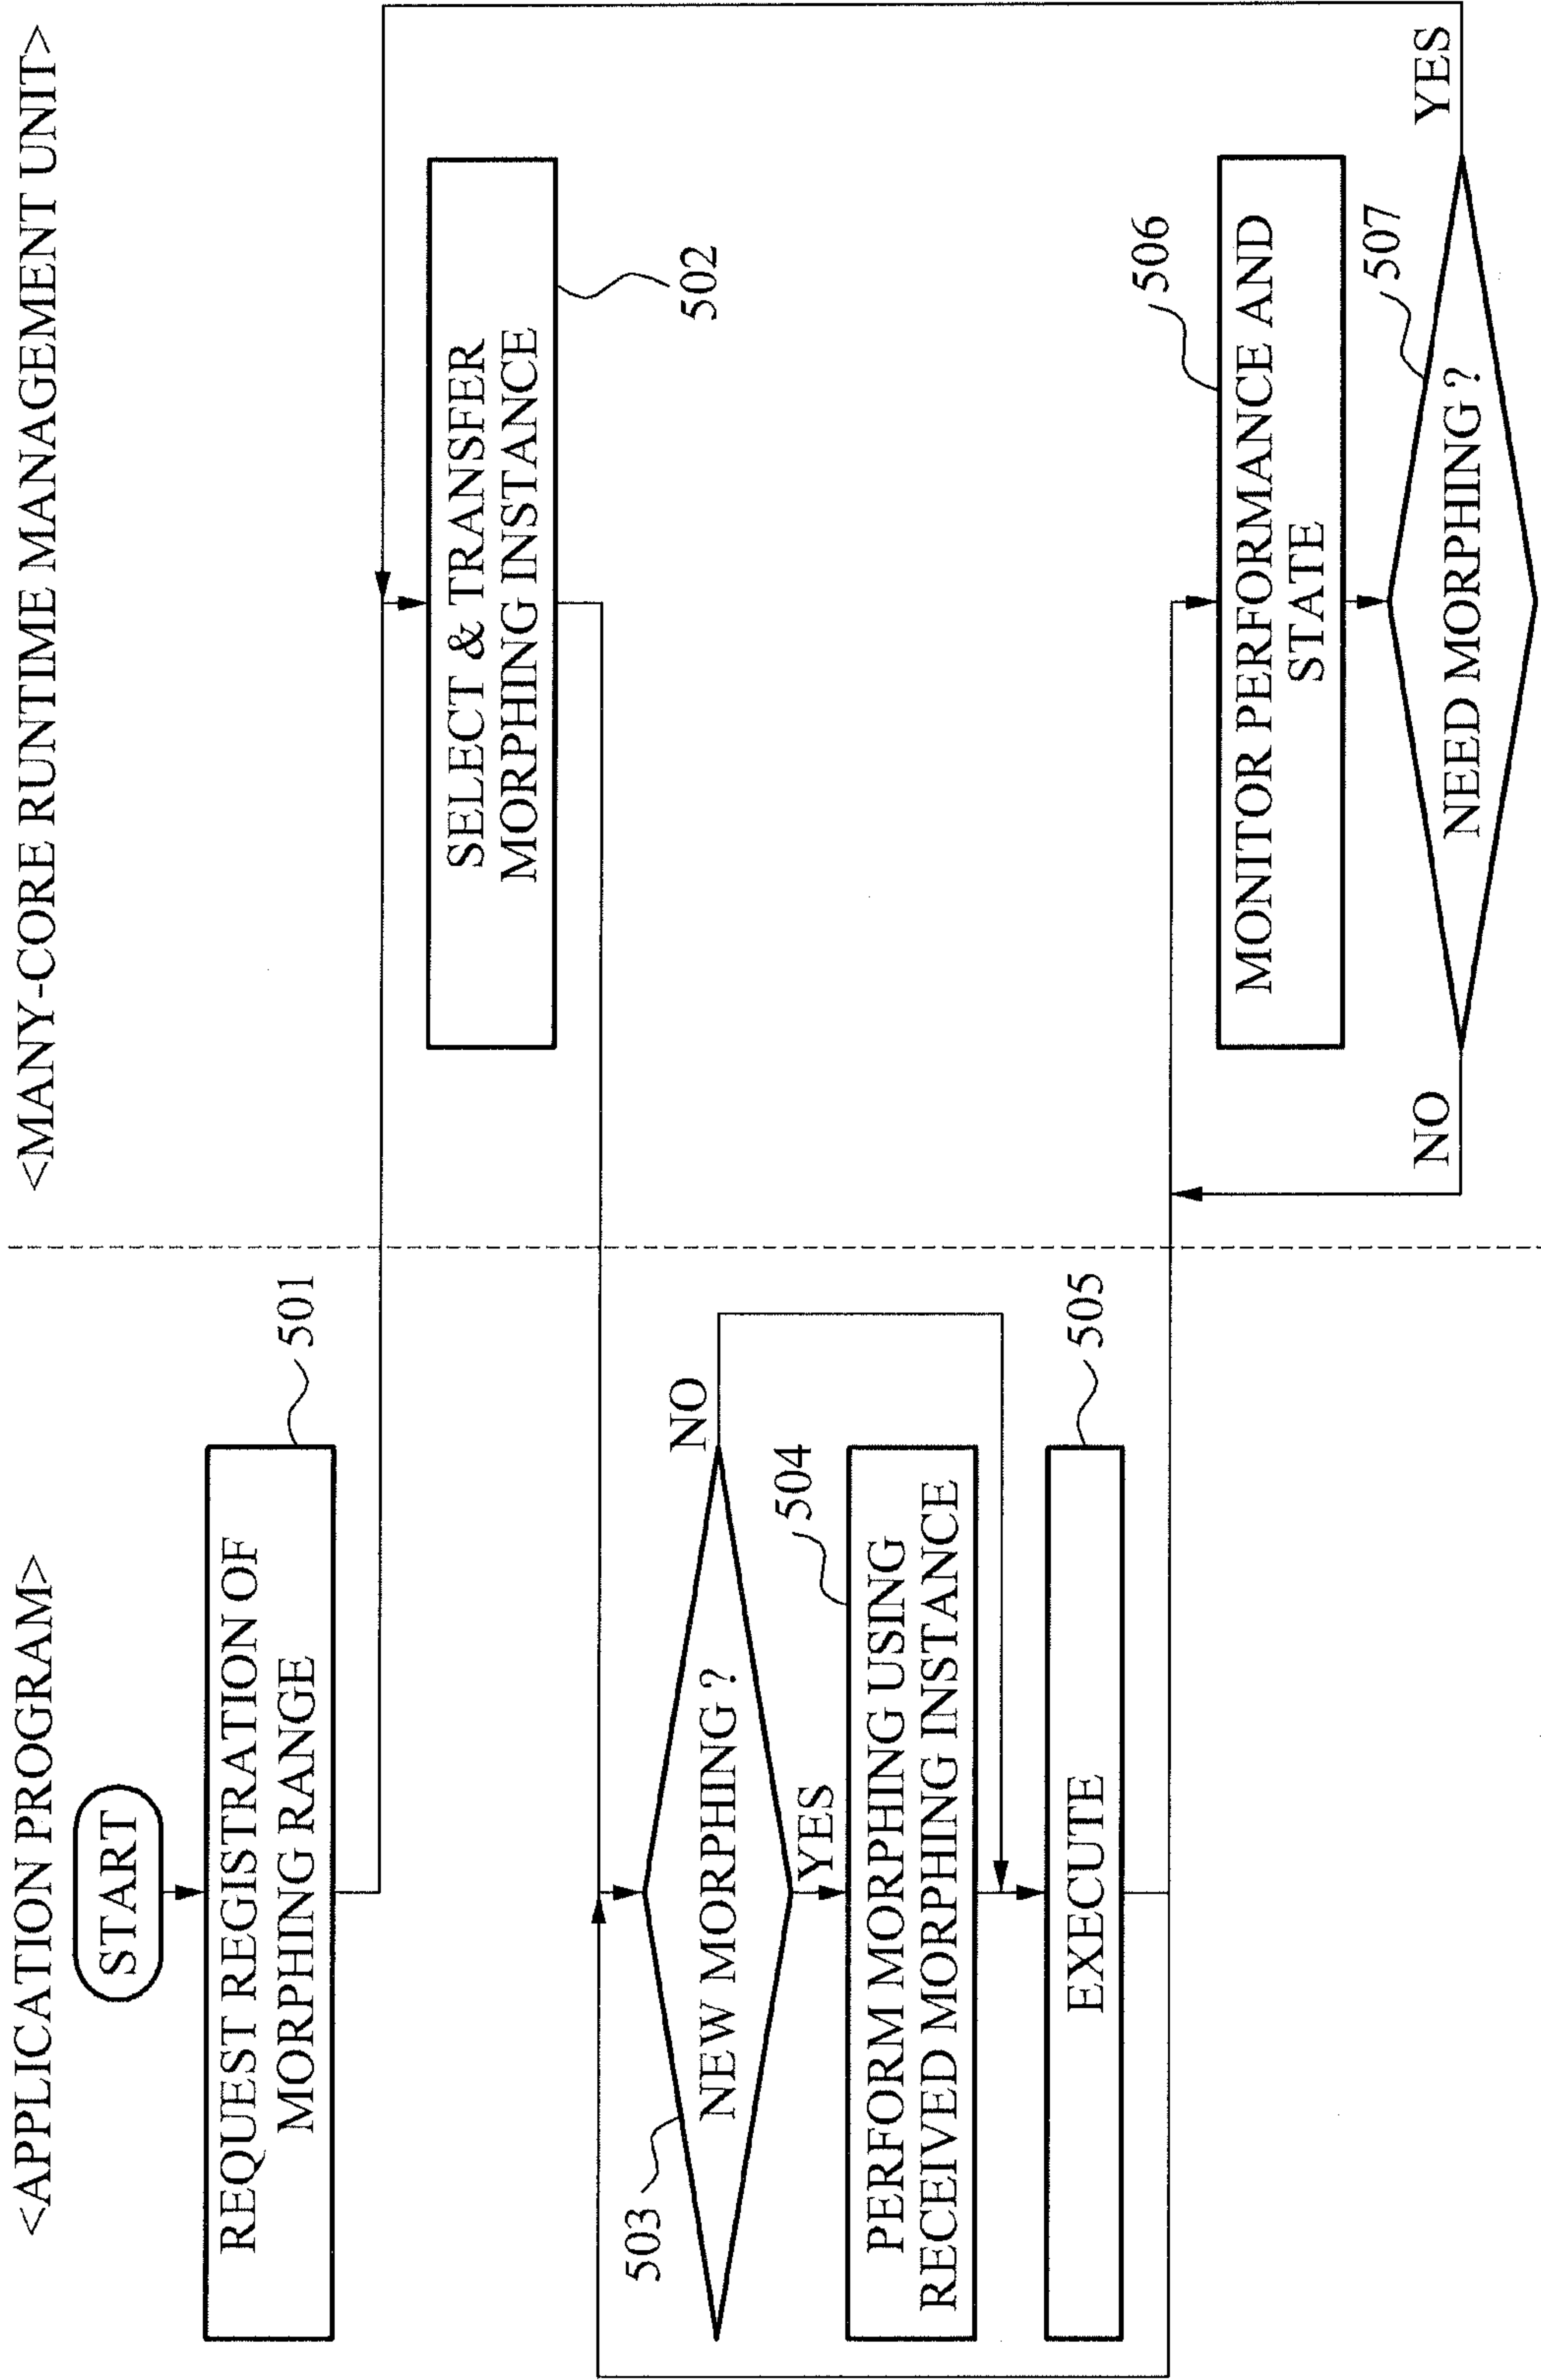 <APPLICATION PROGRAM>
<MANY-CORE RUNTIME MANAGEMENT UNIT>
START
REQUEST REGISTRATION OF
MORPHING RANGE
501
SELECT & TRANSFER
MORPHING INSTANCE
502
503
NEW MORPHING ?
NO
YES
504
PERFORM MORPHING USING
RECEIVED MORPHING INSTANCE
EXECUTE
505
506
MONITOR PERFORMANCE AND
STATE
507
NEED MORPHING ?
NO
YES